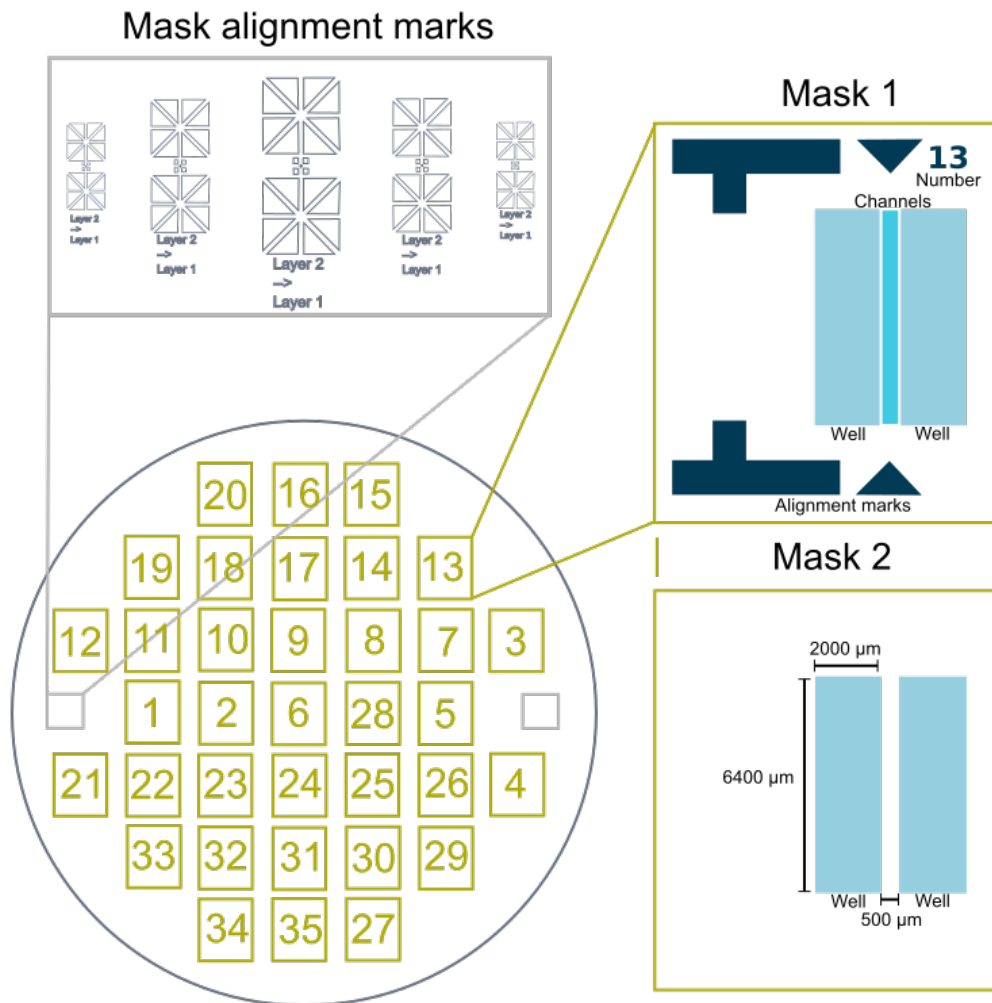 Mask alignment marks
Layer 2
-->
Layer 1
Layer 2
-->
Layer 1
Layer 2
-->
Layer 1
Layer 2
-->
Layer 1
Layer 2
-->
Layer 1
Mask 1
13
Number
Channels
Well
Well
Alignment marks
20 16 15
19 18 17 14 13
12 11 10 9 8 7 3
1 2 6 28 5
21 22 23 24 25 26 4
33 32 31 30 29
34 35 27
Mask 2
2000 μm
6400 μm
Well
Well
500 μm